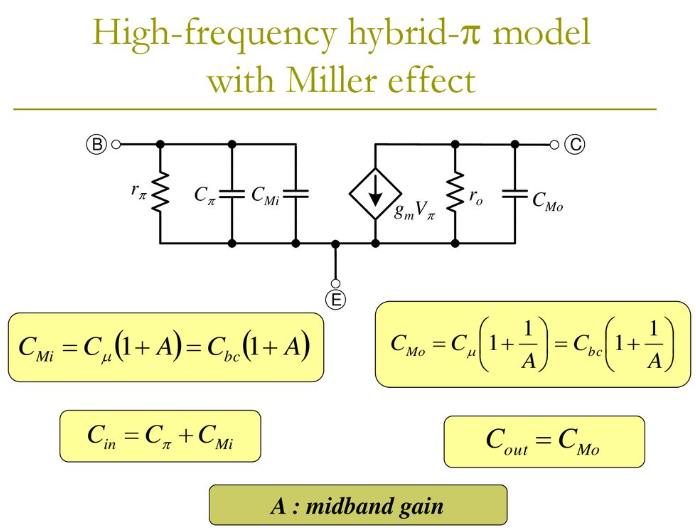 High-frequency hybrid-π model
with Miller effect
B
C
rπ
Cπ
CMi
gmVπ
ro
CMo
E
CMi = Cμ(1+ A) = Cbc(1+ A)
CMo = Cμ(1+ 1/A) = Cbc(1+ 1/A)
Cin = Cπ + CMi
Cout = CMo
A : midband gain